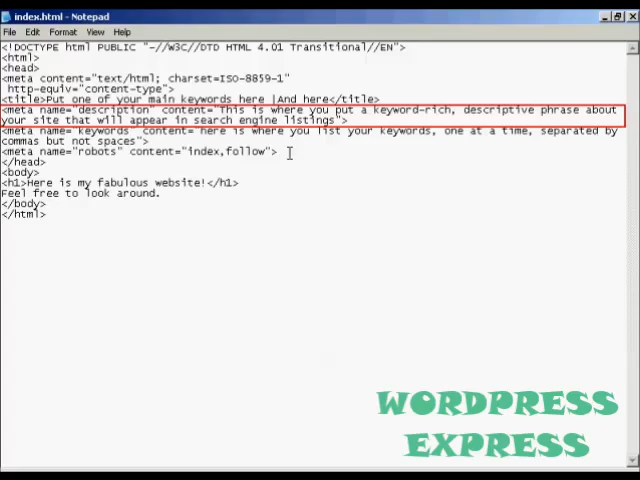 index.html - Notepad
File Edit Format View Help
<!DOCTYPE html PUBLIC "-//W3C//DTD HTML 4.01 Transitional//EN">
<html>
<head>
<meta content="text/html; charset=ISO-8859-1"
http-equiv="content-type">
<title>Put one of your main keywords here |And here</title>
<meta name="description" content="This is where you put a keyword-rich, descriptive phrase about
your site that will appear in search engine listings">
<meta name="keywords" content="here is where you list your keywords, one at a time, separated by
commas but not spaces">
<meta name="robots" content="index,follow">
</head>
<body>
<h1>Here is my fabulous website!</h1>
Feel free to look around.
</body>
</html>
WORDPRESS
EXPRESS